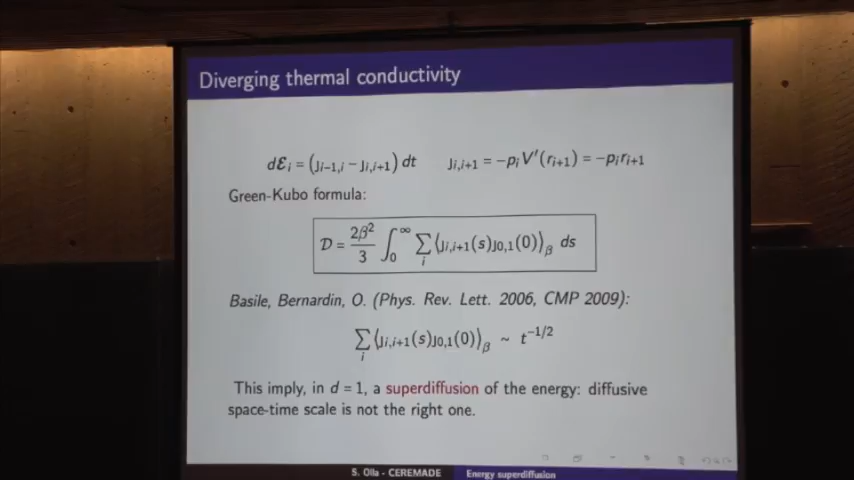 Diverging thermal conductivity
dℰᵢ = (jᵢ₋₁,ᵢ − jᵢ,ᵢ₊₁) dt    jᵢ,ᵢ₊₁ = −pᵢV′(rᵢ₊₁) = −pᵢrᵢ₊₁
Green-Kubo formula:
𝒟 = 2β²/3 ∫₀^∞ ∑ᵢ ⟨jᵢ,ᵢ₊₁(s)j₀,₁(0)⟩_β ds
Basile, Bernardin, O. (Phys. Rev. Lett. 2006, CMP 2009):
∑ᵢ ⟨jᵢ,ᵢ₊₁(s)j₀,₁(0)⟩_β ~ t^{−1/2}
This imply, in d = 1, a superdiffusion of the energy: diffusive
space-time scale is not the right one.
S. Olla - CEREMADE    Energy superdiffusion